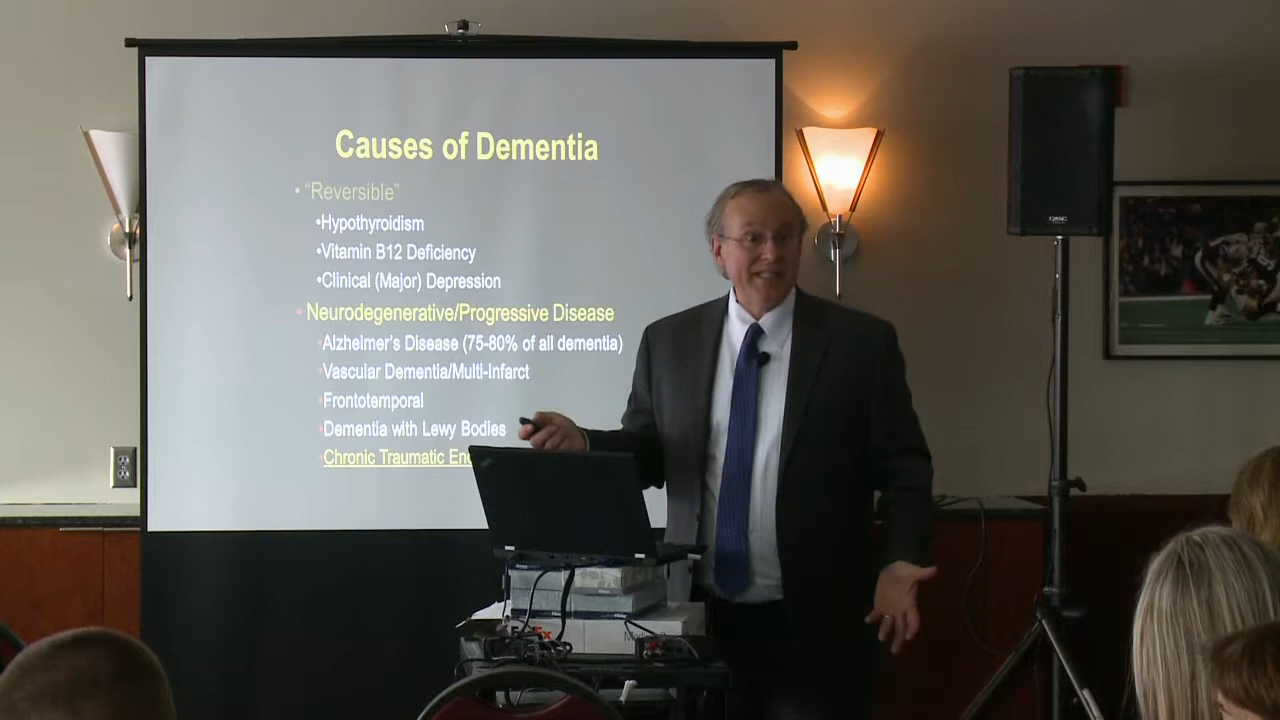 Causes of Dementia
• "Reversible"
•Hypothyroidism
•Vitamin B12 Deficiency
•Clinical (Major) Depression
• Neurodegenerative/Progressive Disease
•Alzheimer's Disease (75-80% of all dementia)
•Vascular Dementia/Multi-Infarct
•Frontotemporal
•Dementia with Lewy Bodies
•Chronic Traumatic
QSC